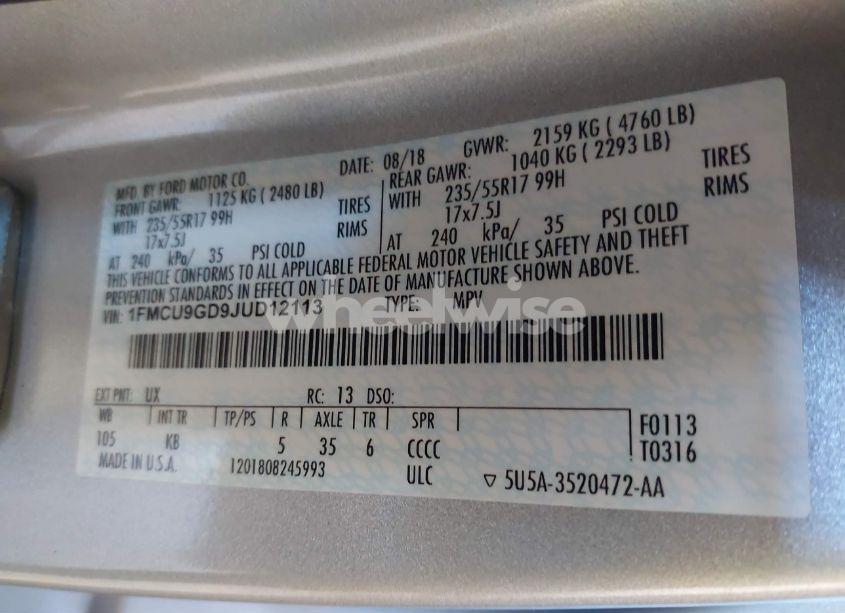 MFD. BY FORD MOTOR CO.
DATE: 08/18 GVWR: 2159 KG ( 4760 LB)
FRONT GAWR: 1125 KG ( 2480 LB)
WITH 235/55R17 99H TIRES
17x7.5J RIMS
AT 240 kPa/ 35 PSI COLD
REAR GAWR: 1040 KG ( 2293 LB)
WITH 235/55R17 99H TIRES
17x7.5J RIMS
AT 240 kPa/ 35 PSI COLD
THIS VEHICLE CONFORMS TO ALL APPLICABLE FEDERAL MOTOR VEHICLE SAFETY AND THEFT
PREVENTION STANDARDS IN EFFECT ON THE DATE OF MANUFACTURE SHOWN ABOVE.
VIN: 1FMCU9GD9JUD12113 TYPE: MPV
wheelwise
EXT PNT: UX RC: 13 DSO:
WB INT TR TP/PS R AXLE TR SPR
105 KB 5 35 6 CCCC
F0113
T0316
MADE IN U.S.A. 1201808245993 ULC ▽ 5U5A-3520472-AA